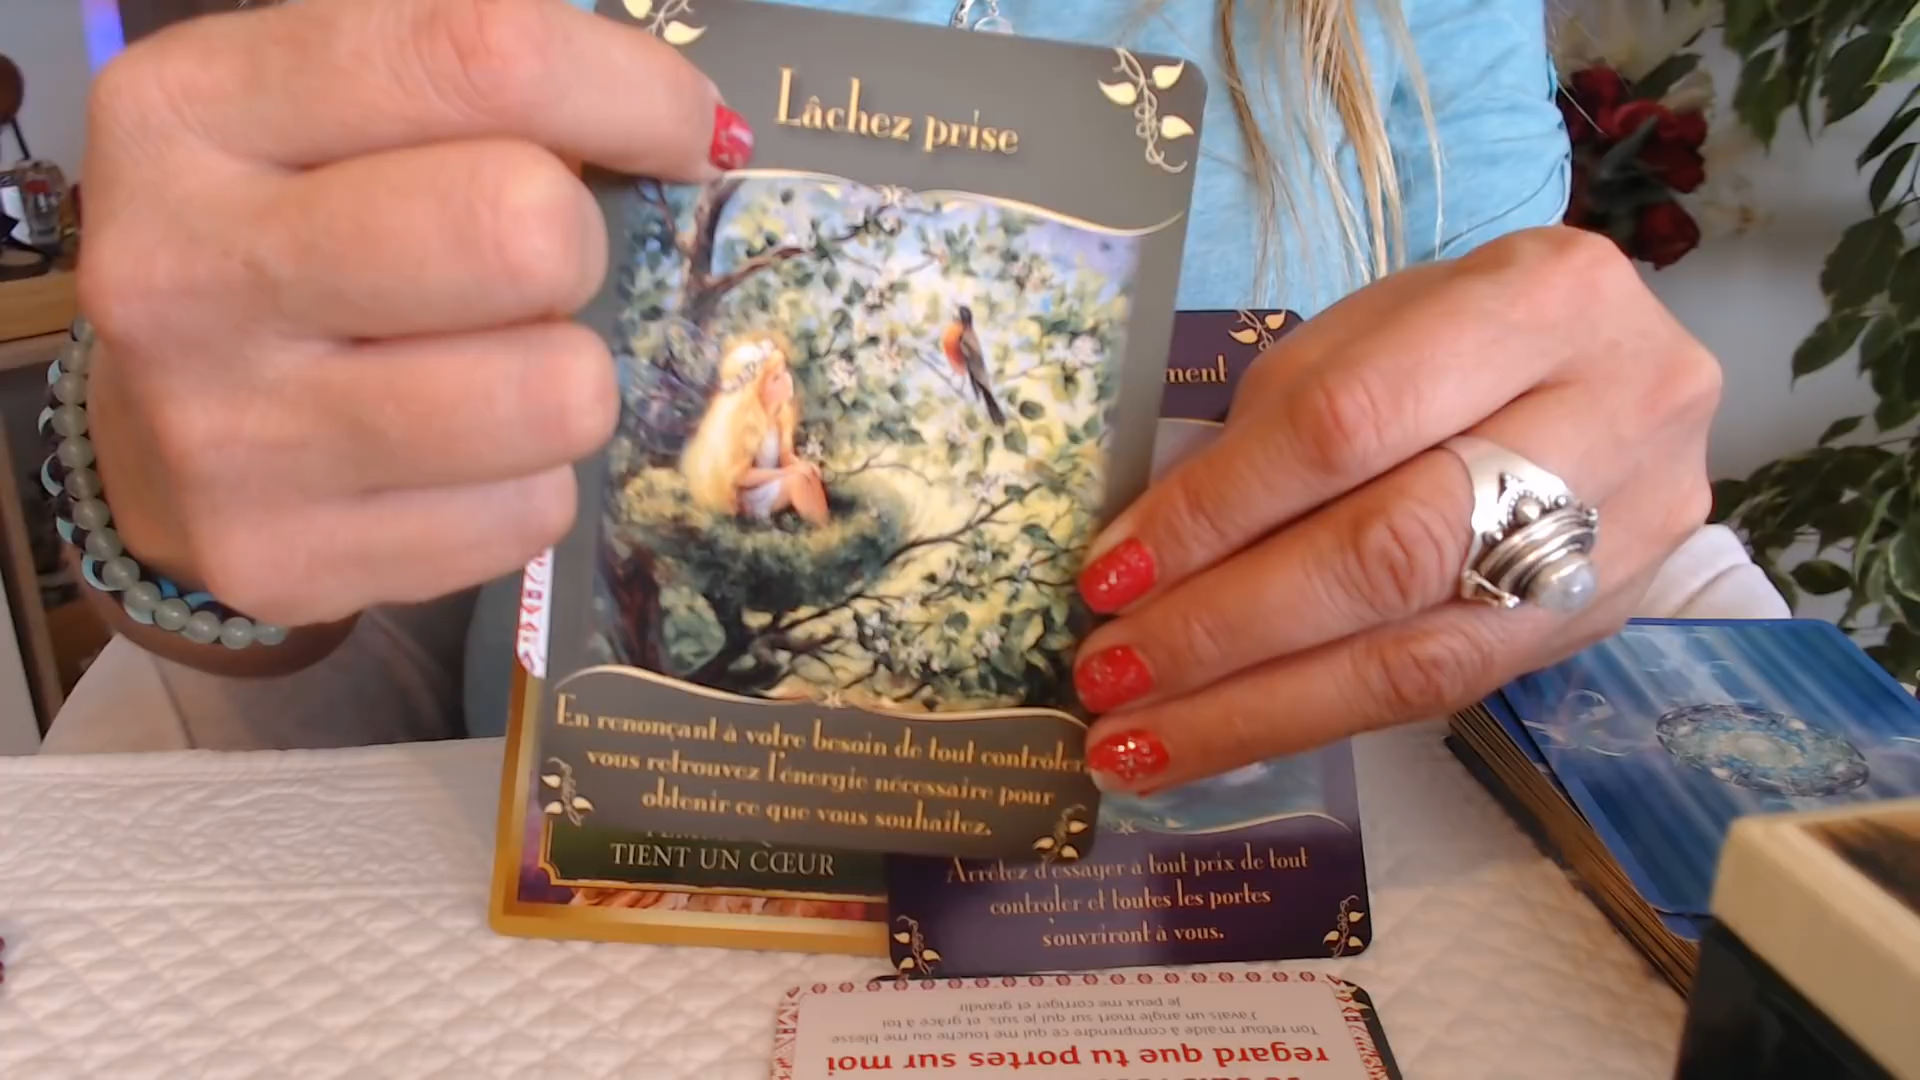 Lâchez prise
ment
En renonçant à votre besoin de tout contrôler,
vous retrouvez l'énergie nécessaire pour
obtenir ce que vous souhaitez.
TIENT UN CŒUR
Arrêtez d'essayer à tout prix de tout
contrôler et toutes les portes
s'ouvriront à vous.
regard que tu portes sur moi
Ton retour m'aide à comprendre ce qui me touche ou me blesse.
J'avais un angle mort sur qui je suis, et grâce à toi
je peux me corriger et grandir